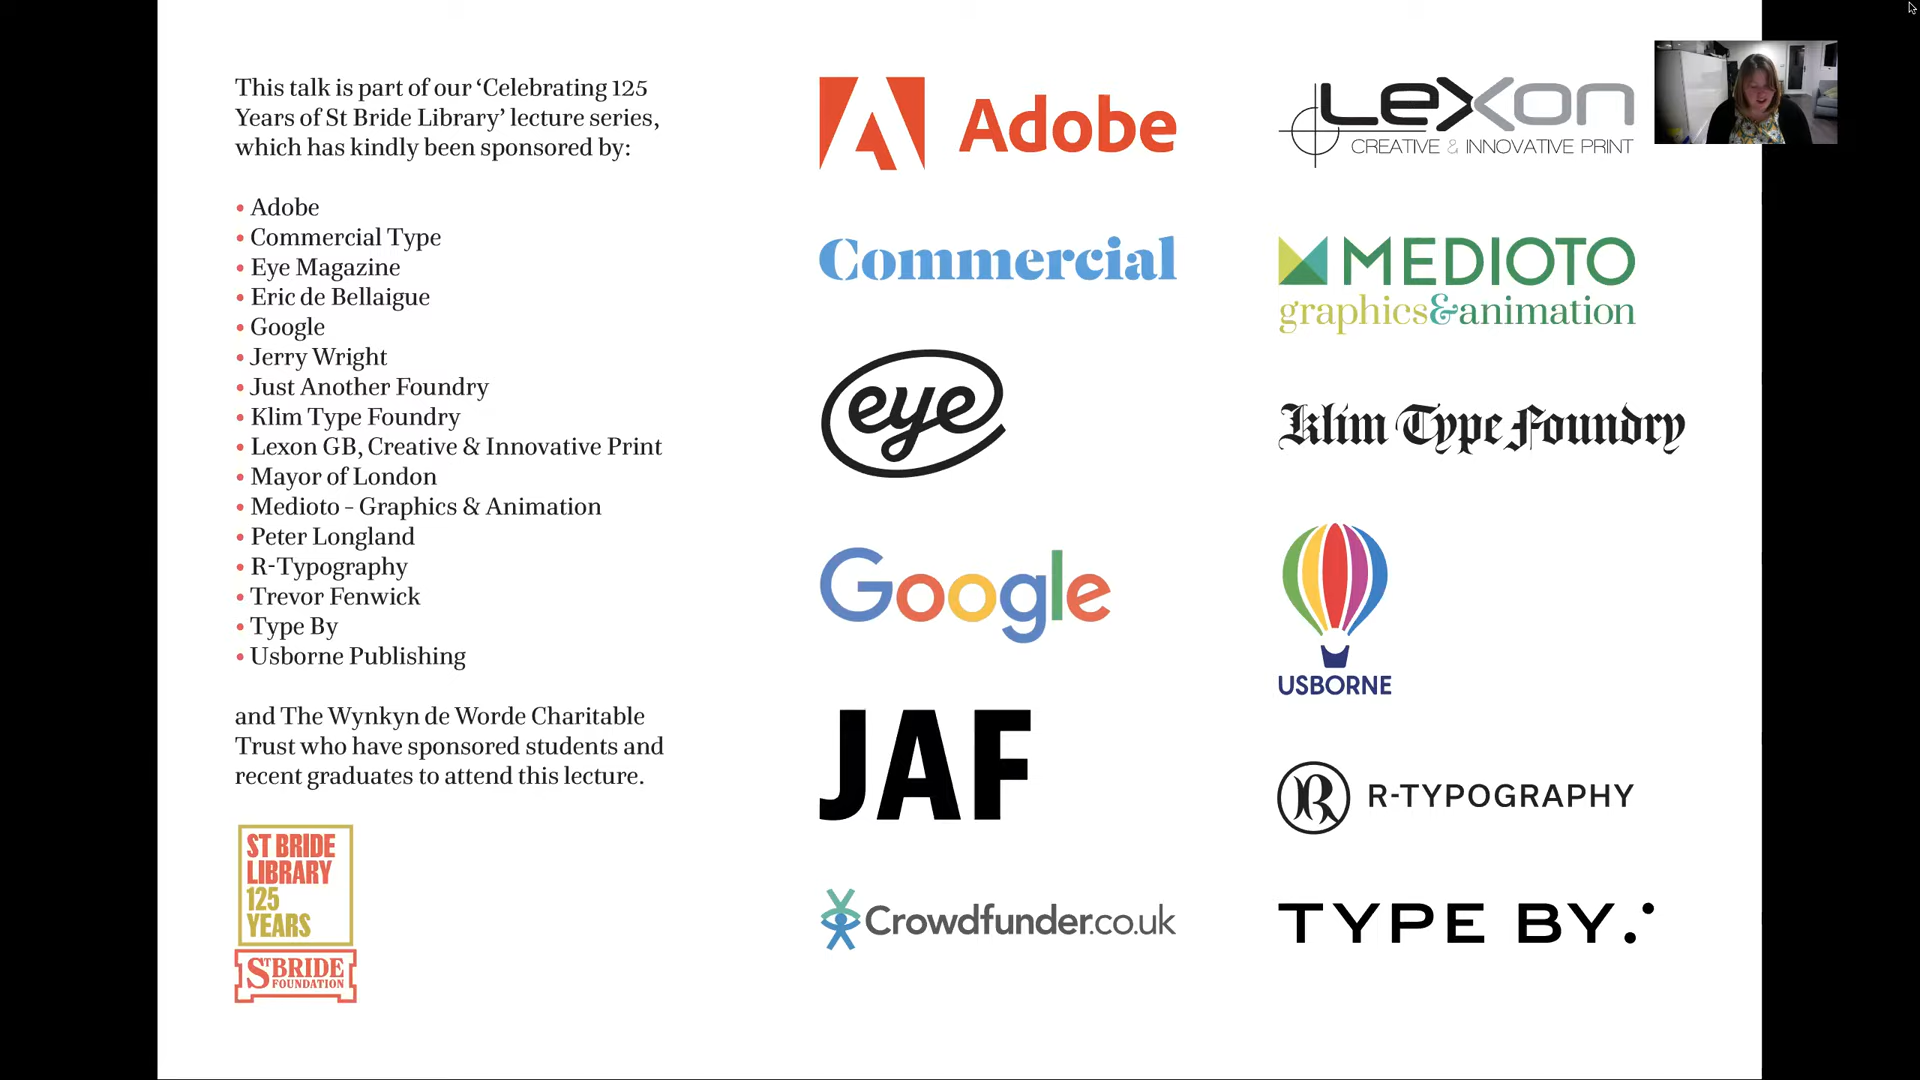 This talk is part of our ‘Celebrating 125
Years of St Bride Library’ lecture series,
which has kindly been sponsored by:
• Adobe
• Commercial Type
• Eye Magazine
• Eric de Bellaigue
• Google
• Jerry Wright
• Just Another Foundry
• Klim Type Foundry
• Lexon GB, Creative & Innovative Print
• Mayor of London
• Medioto – Graphics & Animation
• Peter Longland
• R-Typography
• Trevor Fenwick
• Type By
• Usborne Publishing
and The Wynkyn de Worde Charitable
Trust who have sponsored students and
recent graduates to attend this lecture.
ST BRIDE
LIBRARY
125
YEARS
ST BRIDE
FOUNDATION
Adobe
Commercial
eye
Google
JAF
Crowdfunder.co.uk
Lexon
CREATIVE & INNOVATIVE PRINT
MEDIOTO
graphics&animation
Klim Type Foundry
USBORNE
R R-TYPOGRAPHY
TYPE BY.